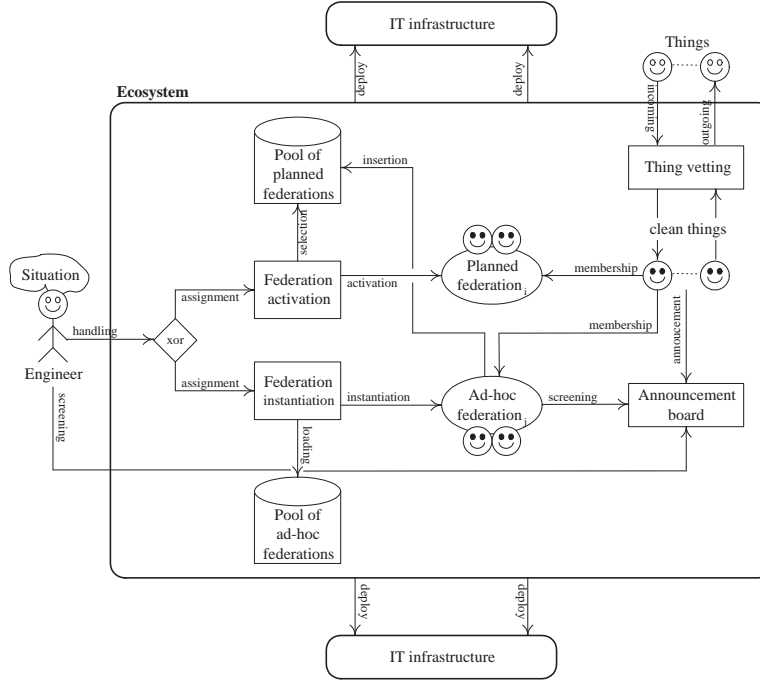 IT infrastructure
deploy
deploy
Things
Ecosystem
incoming
outgoing
Pool of
planned
federations
insertion
Thing vetting
selection
clean things
Situation
Planned
federation i
Federation
activation
assignment
activation
membership
handling
xor
membership
annoucement
Engineer
assignment
Federation
instantiation
instantiation
Ad-hoc
federation j
screening
Announcement
board
screening
loading
Pool of
ad-hoc
federations
deploy
deploy
IT infrastructure